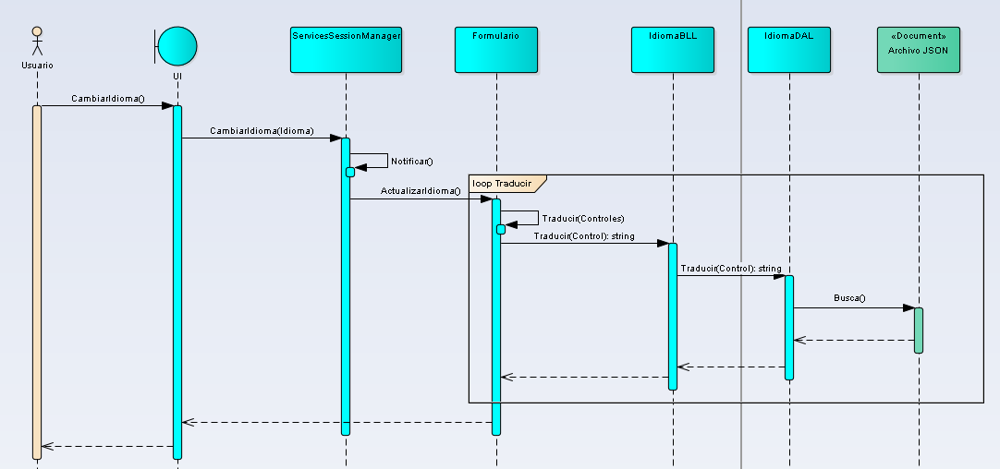 Usuario
UI
ServicesSessionManager
Formulario
IdiomaBLL
IdiomaDAL
«Document»
Archivo JSON
CambiarIdioma()
CambiarIdioma(Idioma)
Notificar()
loop Traducir
ActualizarIdioma()
Traducir(Controles)
Traducir(Control): string
Traducir(Control): string
Busca()